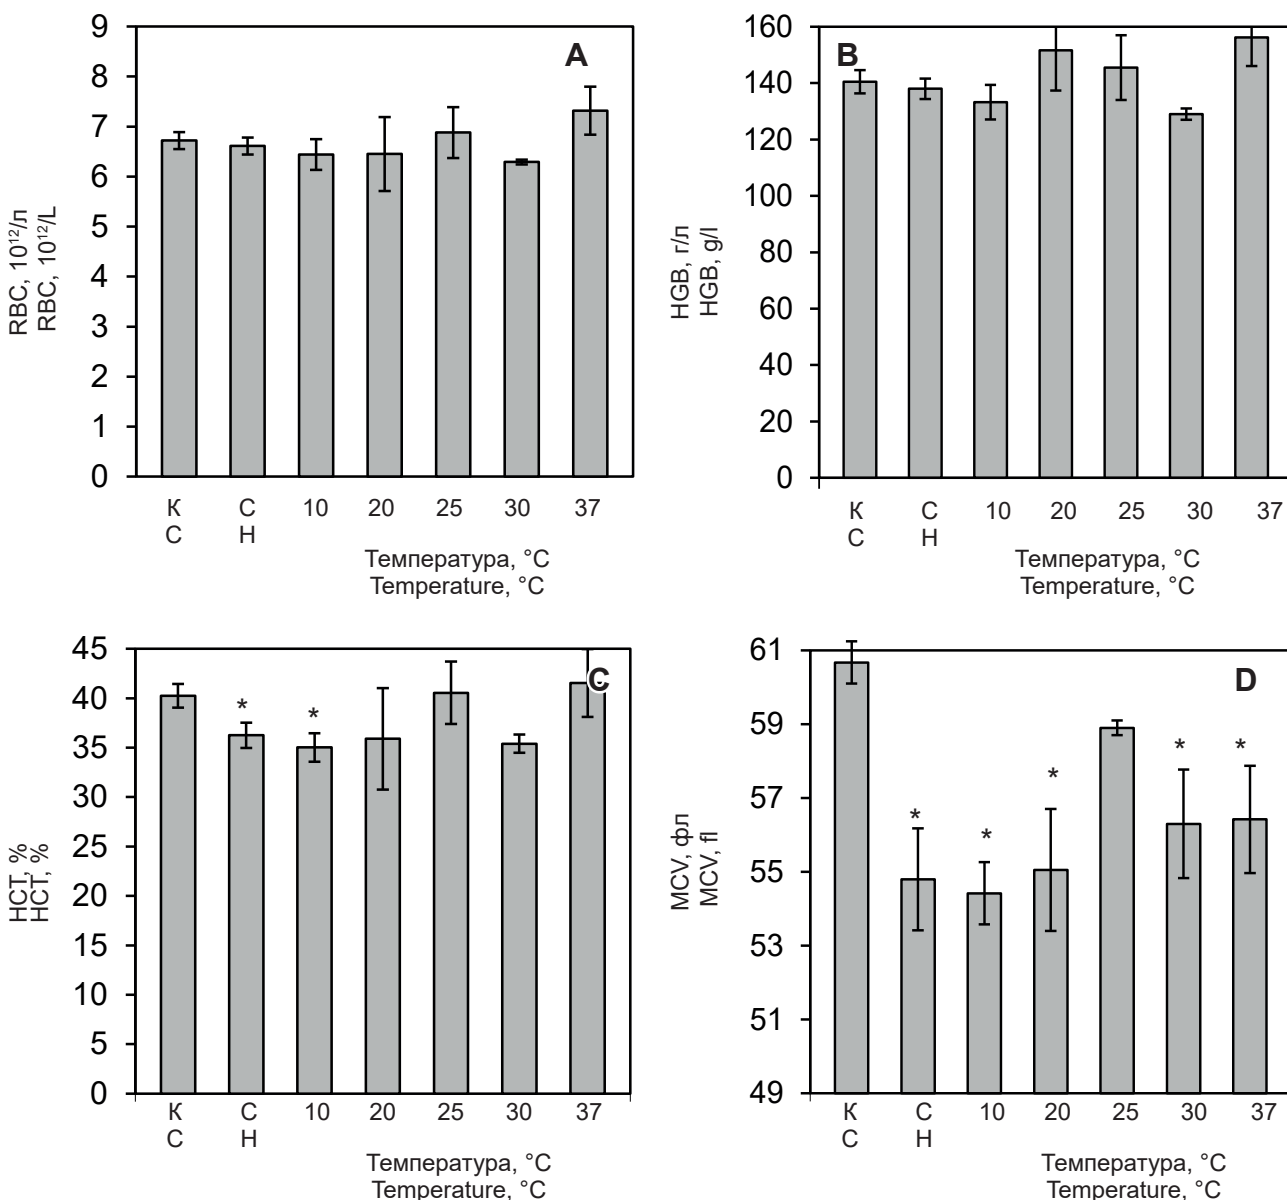 A
9
8
7
6
5
4
3
2
1
0
RBC, 10¹²/л
RBC, 10¹²/L
К С 10 20 25 30 37
C H
Температура, °C
Temperature, °C
B
160
140
120
100
80
60
40
20
0
HGB, г/л
HGB, g/l
К С 10 20 25 30 37
C H
Температура, °C
Temperature, °C
C
45
40
35
30
25
20
15
10
5
0
HCT, %
HCT, %
* *
К С 10 20 25 30 37
C H
Температура, °C
Temperature, °C
D
61
59
57
55
53
51
49
MCV, фл
MCV, fl
* * * * *
К С 10 20 25 30 37
C H
Температура, °C
Temperature, °C